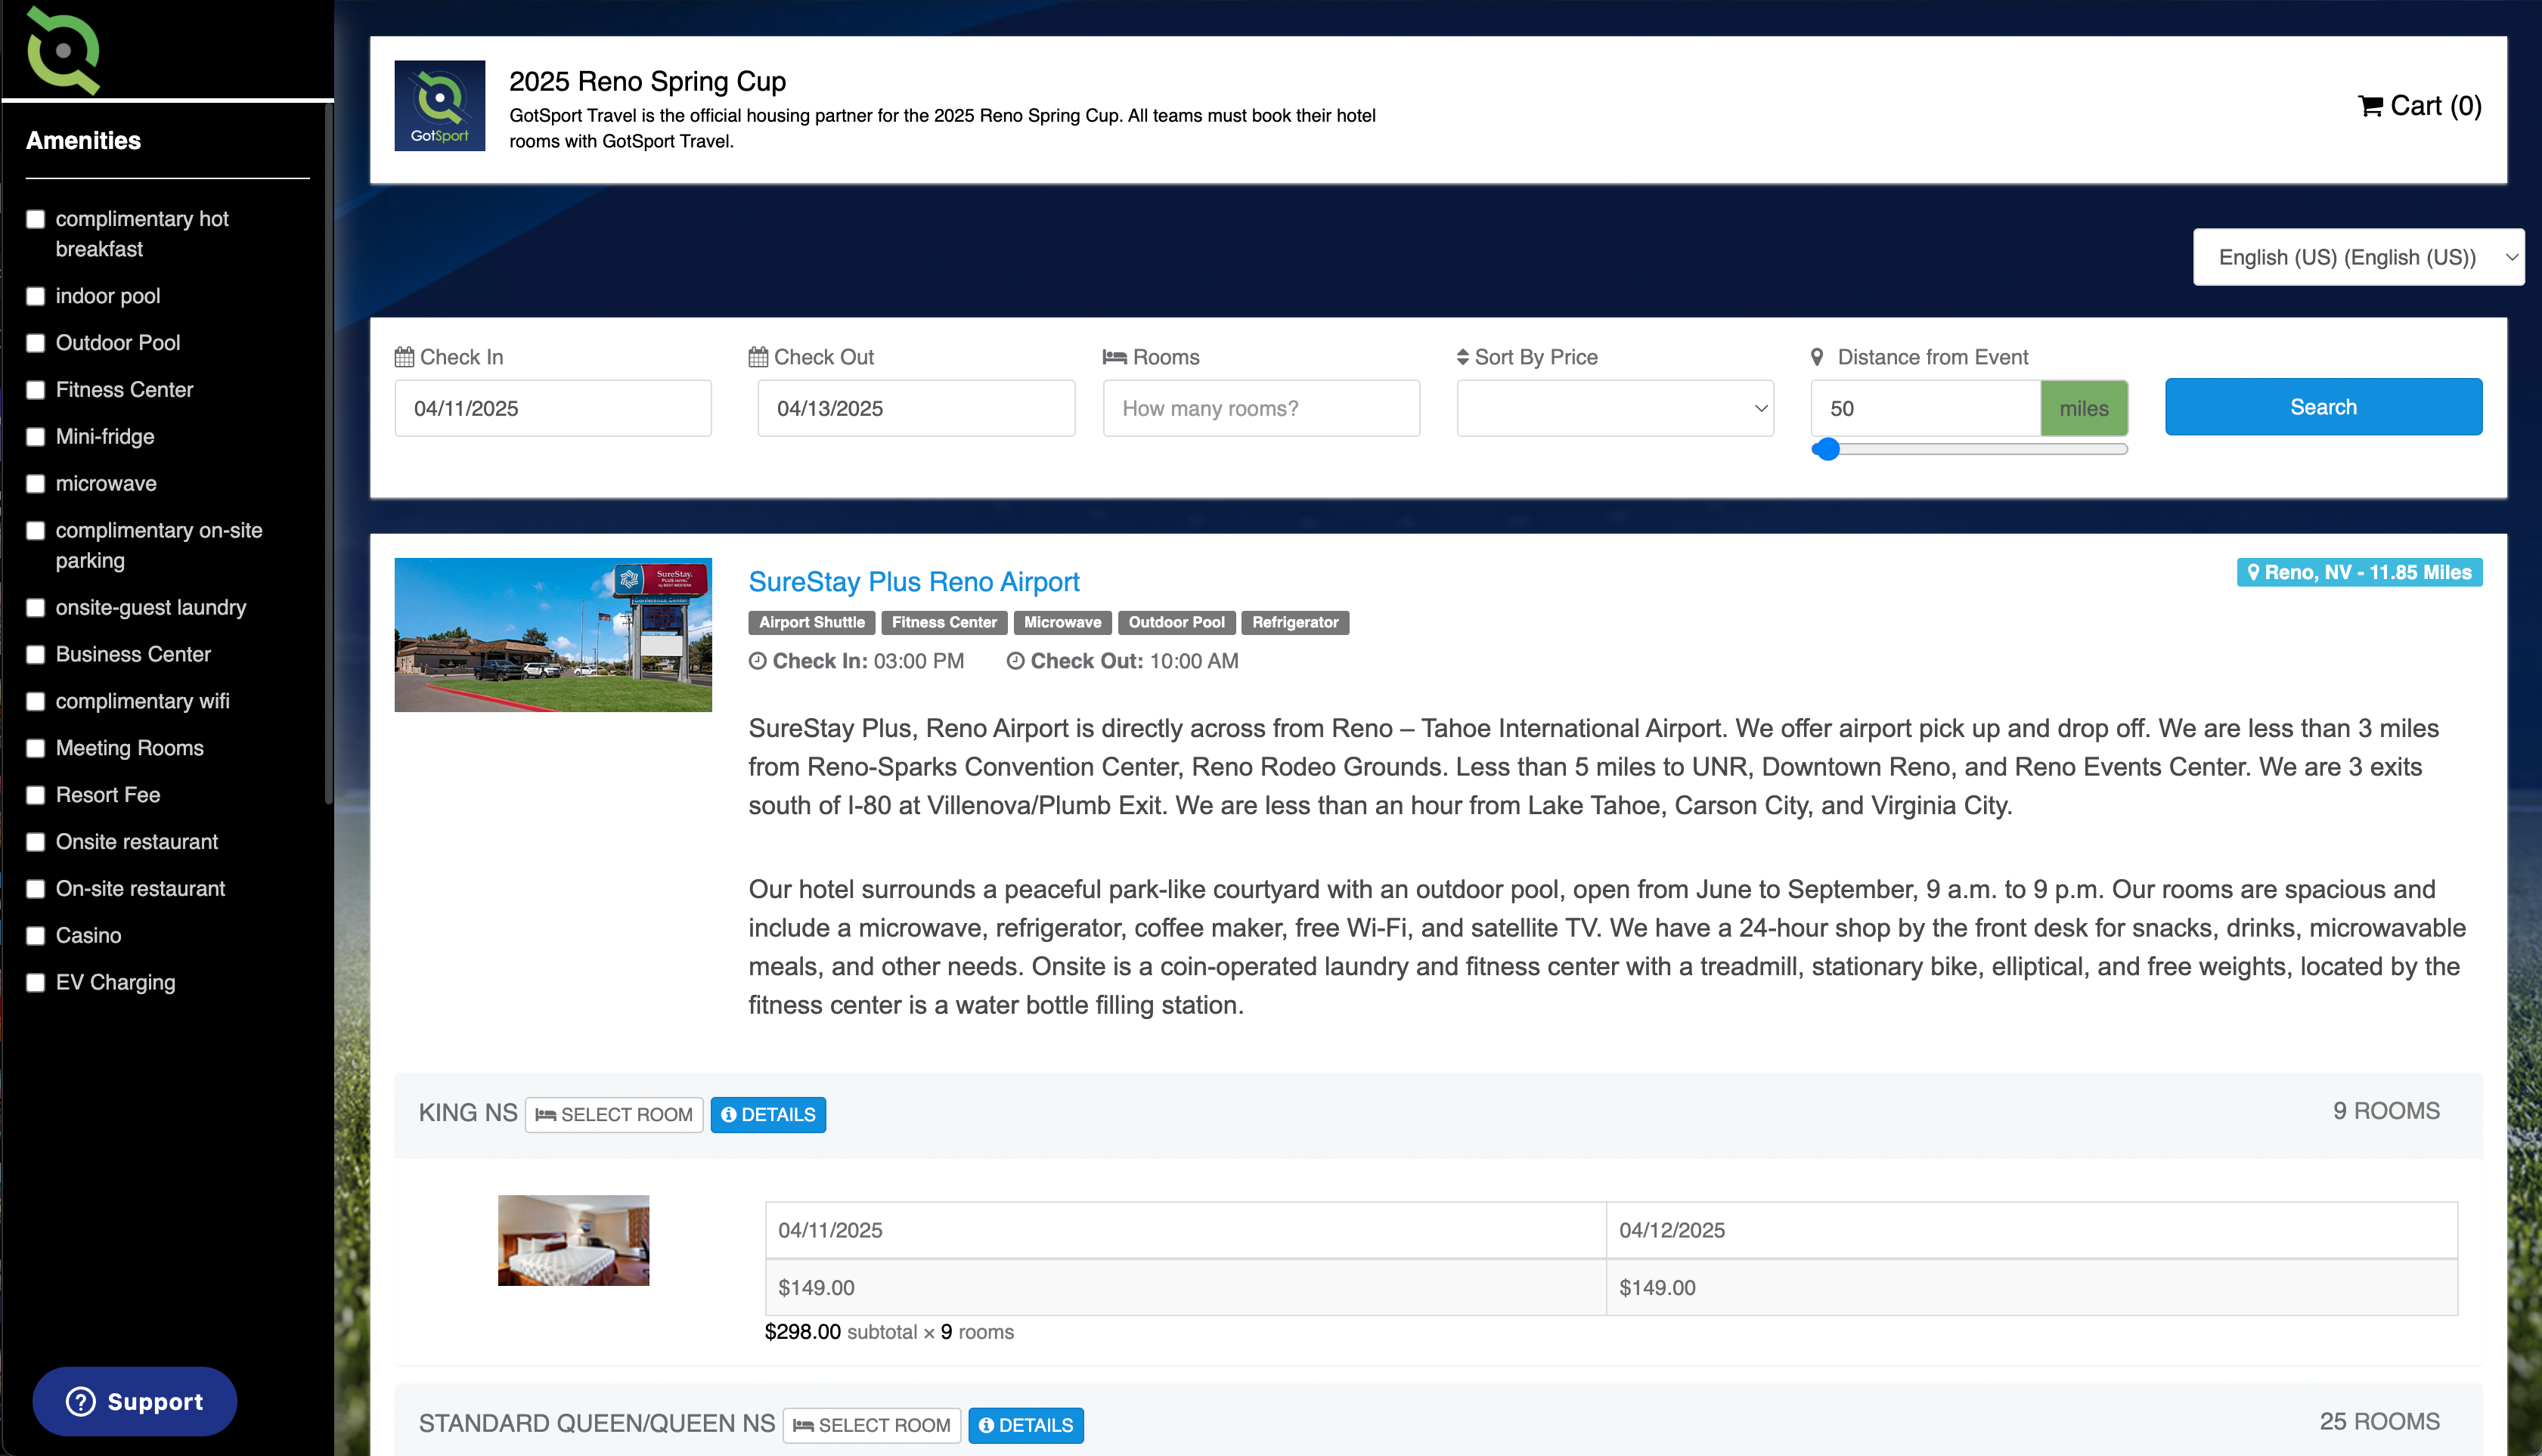 Amenities
complimentary hot
breakfast
indoor pool
Outdoor Pool
Fitness Center
Mini-fridge
microwave
complimentary on-site
parking
onsite-guest laundry
Business Center
complimentary wifi
Meeting Rooms
Resort Fee
Onsite restaurant
On-site restaurant
Casino
EV Charging
Support
GotSport
2025 Reno Spring Cup
GotSport Travel is the official housing partner for the 2025 Reno Spring Cup. All teams must book their hotel
rooms with GotSport Travel.
Cart (0)
English (US) (English (US))
Check In
Check Out
Rooms
Sort By Price
Distance from Event
04/11/2025
04/13/2025
How many rooms?
50
miles
Search
SureStay
PLUS HOTEL
BY BEST WESTERN
Conference Center
SureStay Plus Reno Airport
Reno, NV - 11.85 Miles
Airport Shuttle
Fitness Center
Microwave
Outdoor Pool
Refrigerator
Check In: 03:00 PM
Check Out: 10:00 AM
SureStay Plus, Reno Airport is directly across from Reno – Tahoe International Airport. We offer airport pick up and drop off. We are less than 3 miles
from Reno-Sparks Convention Center, Reno Rodeo Grounds. Less than 5 miles to UNR, Downtown Reno, and Reno Events Center. We are 3 exits
south of I-80 at Villenova/Plumb Exit. We are less than an hour from Lake Tahoe, Carson City, and Virginia City.
Our hotel surrounds a peaceful park-like courtyard with an outdoor pool, open from June to September, 9 a.m. to 9 p.m. Our rooms are spacious and
include a microwave, refrigerator, coffee maker, free Wi-Fi, and satellite TV. We have a 24-hour shop by the front desk for snacks, drinks, microwavable
meals, and other needs. Onsite is a coin-operated laundry and fitness center with a treadmill, stationary bike, elliptical, and free weights, located by the
fitness center is a water bottle filling station.
KING NS
SELECT ROOM
DETAILS
9 ROOMS
04/11/2025
04/12/2025
$149.00
$149.00
$298.00 subtotal × 9 rooms
STANDARD QUEEN/QUEEN NS
SELECT ROOM
DETAILS
25 ROOMS